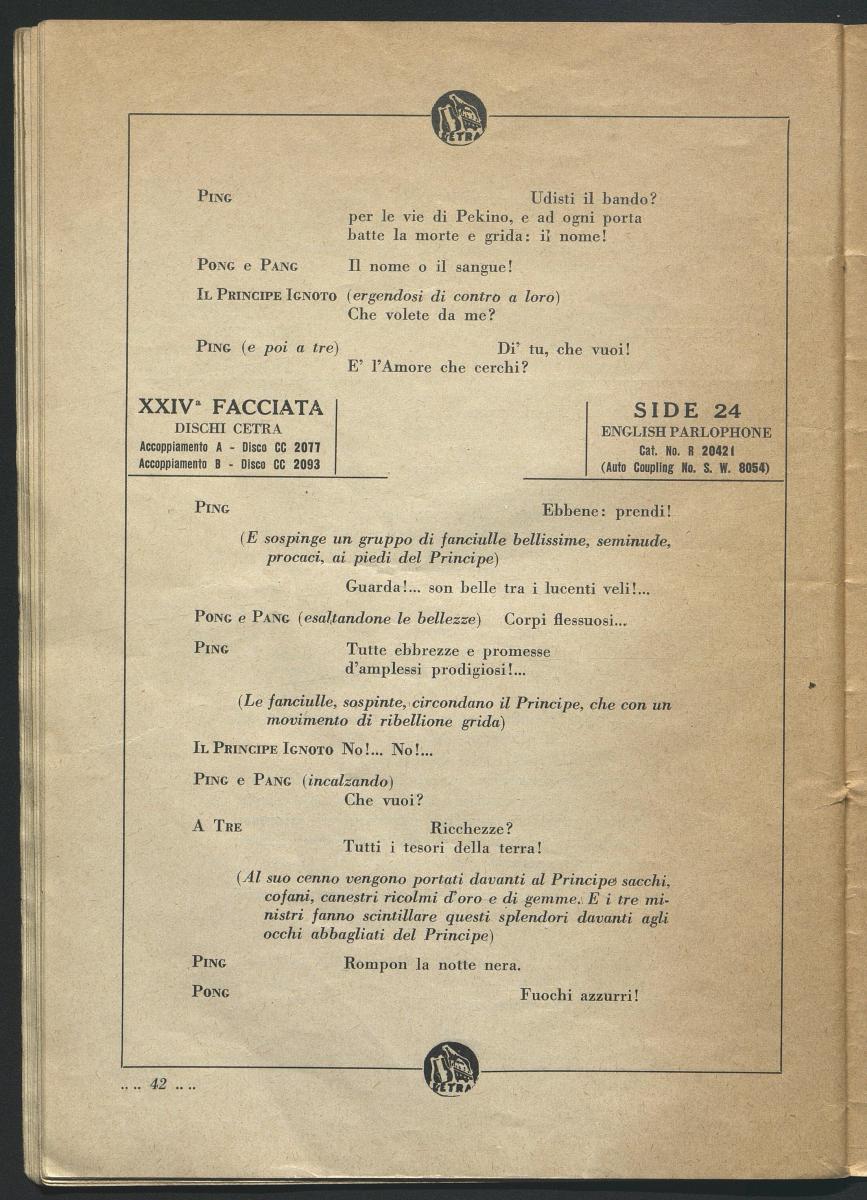 CETRA
PING Udisti il bando?
per le vie di Pekino, e ad ogni porta
batte la morte e grida: il nome!
PONG e PANG Il nome o il sangue!
IL PRINCIPE IGNOTO (ergendosi di contro a loro)
Che volete da me?
PING (e poi a tre) Di' tu, che vuoi!
E' l'Amore che cerchi?
XXIVª FACCIATA
DISCHI CETRA
Accoppiamento A - Disco CC 2077
Accoppiamento B - Disco CC 2093
SIDE 24
ENGLISH PARLOPHONE
Cat. No. R 20421
(Auto Coupling No. S. W. 8054)
PING Ebbene: prendi!
(E sospinge un gruppo di fanciulle bellissime, seminude,
procaci, ai piedi del Principe)
Guarda!... son belle tra i lucenti veli!...
PONG e PANG (esaltandone le bellezze) Corpi flessuosi...
PING Tutte ebbrezze e promesse
d'amplessi prodigiosi!...
(Le fanciulle, sospinte, circondano il Principe, che con un
movimento di ribellione grida)
IL PRINCIPE IGNOTO No!... No!...
PING e PANG (incalzando)
Che vuoi?
A TRE Ricchezze?
Tutti i tesori della terra!
(Al suo cenno vengono portati davanti al Principe sacchi,
cofani, canestri ricolmi d'oro e di gemme. E i tre mi-
nistri fanno scintillare questi splendori davanti agli
occhi abbagliati del Principe)
PING Rompon la notte nera.
PONG Fuochi azzurri!
CETRA
.. .. 42 .. ..